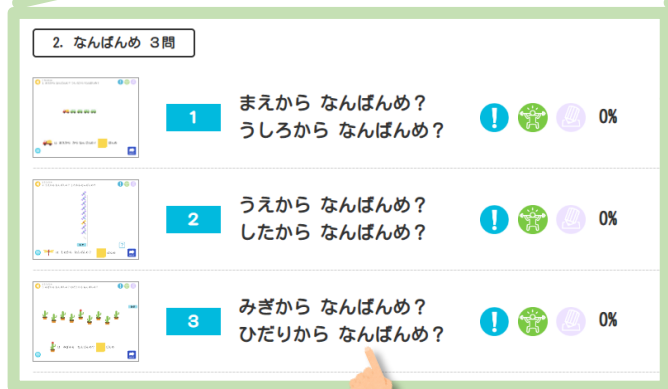 2. なんばんめ 3問
1
まえから なんばんめ？
うしろから なんばんめ？
0%
2
うえから なんばんめ？
したから なんばんめ？
0%
3
みぎから なんばんめ？
ひだりから なんばんめ？
0%